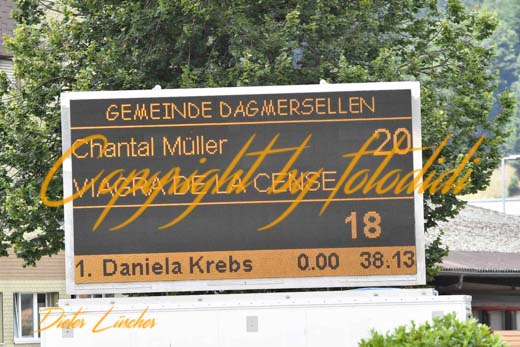 GEMEINDE DAGMERSELLEN
Chantal Müller 20
VIAGRA DE LA CENSE
18
1. Daniela Krebs 0.00 38.13
Copyright by fotodidi
Dieter Lüscher